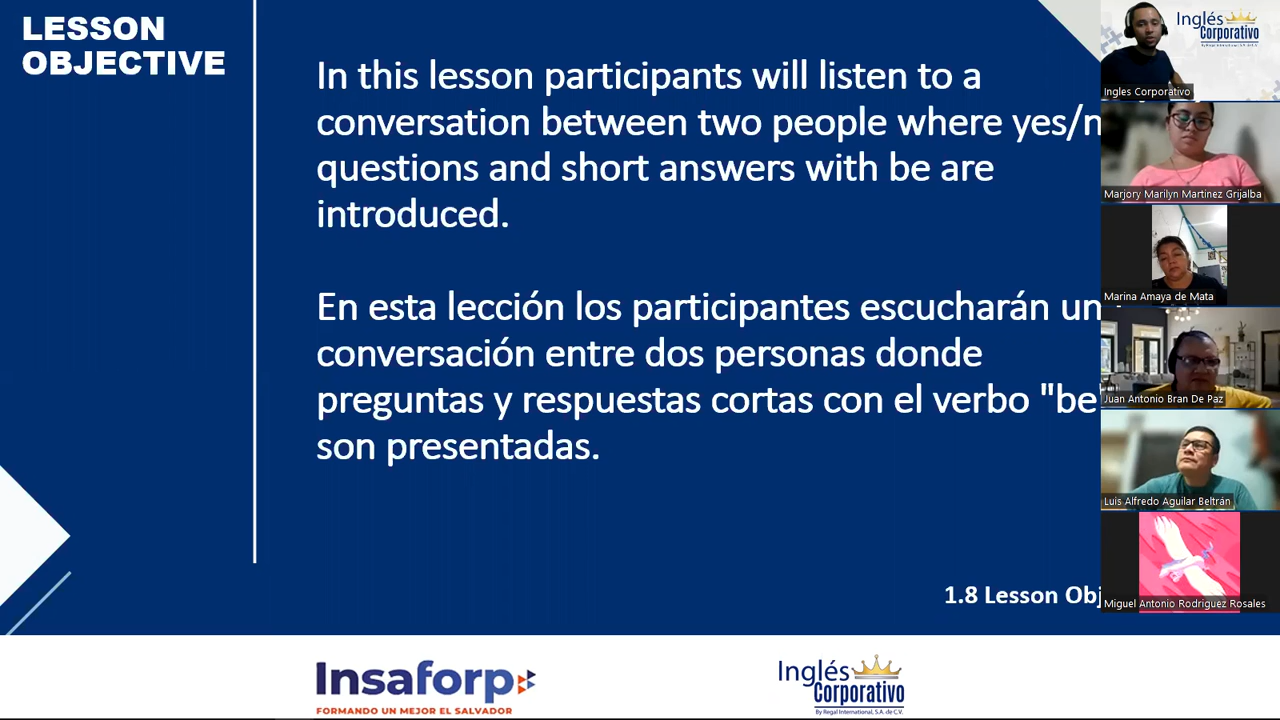 LESSON
OBJECTIVE
In this lesson participants will listen to a
conversation between two people where
questions and short answers with be are
introduced.
En esta lección los participantes escucharán
conversación entre dos personas donde
preguntas y respuestas cortas con el verbo "be
son presentadas.
1.8 Lesson
Insaforp
FORMANDO UN MEJOR EL SALVADOR
Inglés
Corporativo
By Regal International, S.A. de C.V.
Inglés
Corporativo
Ingles Corporativo
Marjory Marilyn Martinez Grijalba
Marina Amaya de Mata
Juan Antonio Bran De Paz
Luis Alfredo Aguilar Beltrán
Miguel Antonio Rodriguez Rosales